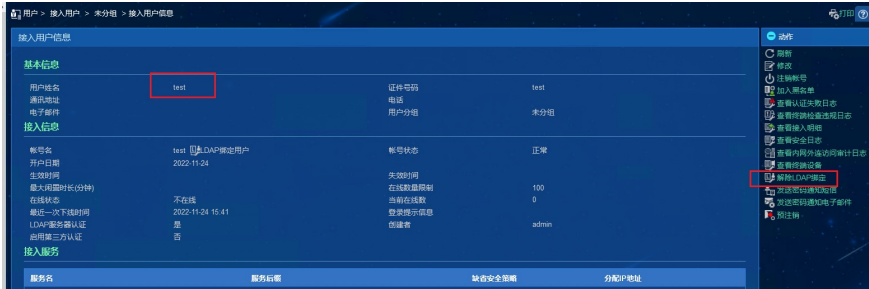 用户 > 接入用户 > 未分组 > 接入用户信息
打印
接入用户信息
基本信息
用户姓名 test 证件号码 test
通讯地址 电话
电子邮件 用户分组 未分组
接入信息
帐号名 test LDAP绑定用户 帐号状态 正常
开户日期 2022-11-24
生效时间 失效时间
最大闲置时长(分钟) 在线数量限制 100
在线状态 不在线 当前在线数 0
最近一次下线时间 2022-11-24 15:41 登录提示信息
LDAP服务器认证 是 创建者 admin
启用第三方认证 否
接入服务
服务名 服务后缀 缺省安全策略 分配IP地址
动作
刷新
修改
注销帐号
加入黑名单
查看认证失败日志
查看终端检查违规日志
查看接入明细
查看安全日志
查看内网外连访问审计日志
查看终端设备
解除LDAP绑定
发送密码通知短信
发送密码通知电子邮件
预注销